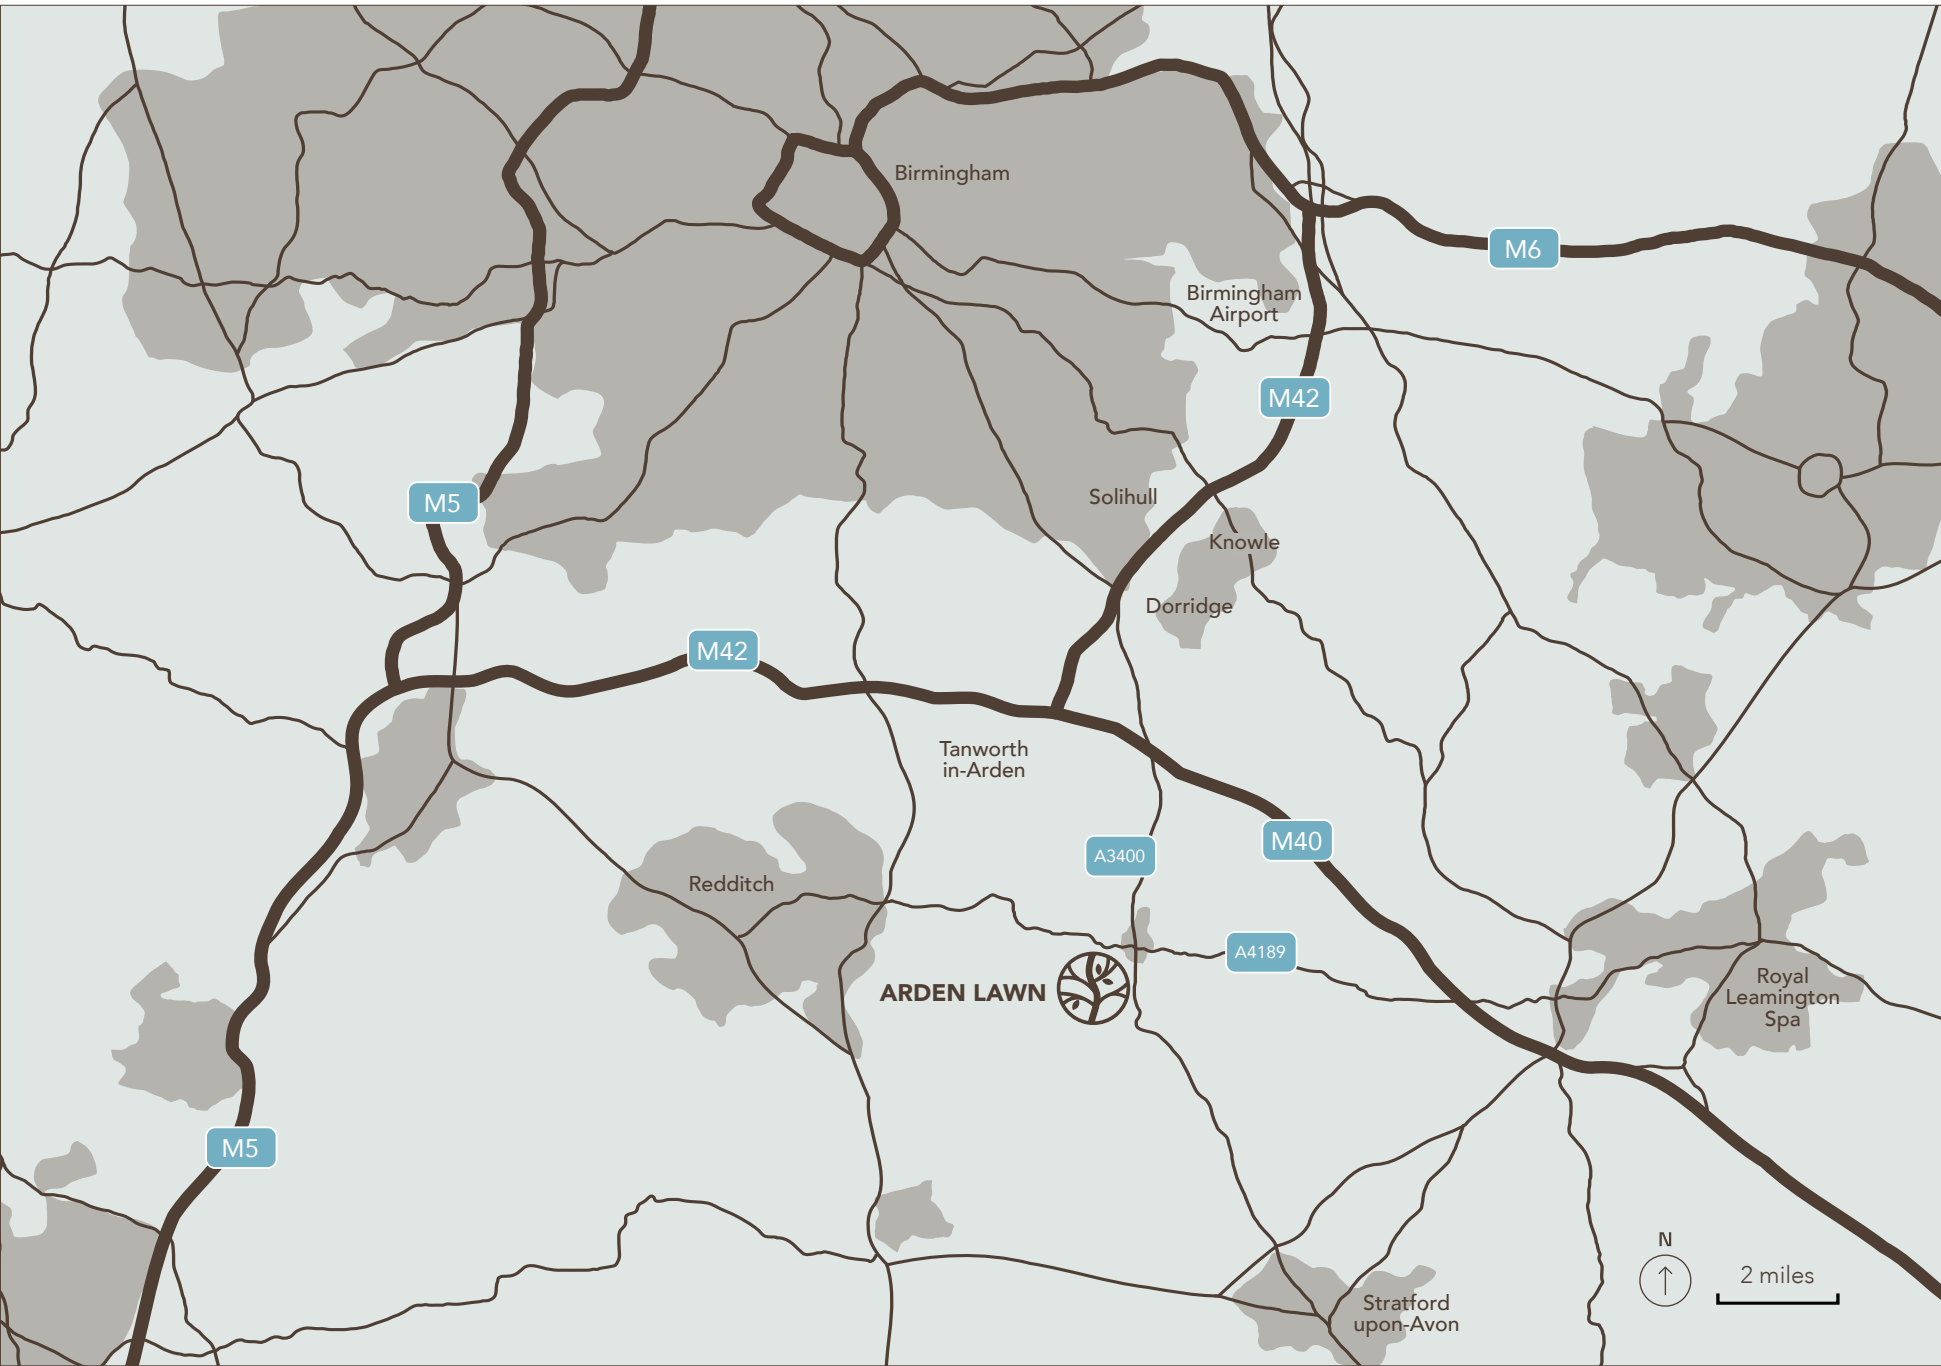 Birmingham
M6
Birmingham
Airport
M42
Solihull
M5
Knowle
Dorridge
M42
Tanworth
in-Arden
M40
A3400
Redditch
A4189
ARDEN LAWN
Royal
Leamington
Spa
M5
N
2 miles
Stratford
upon-Avon